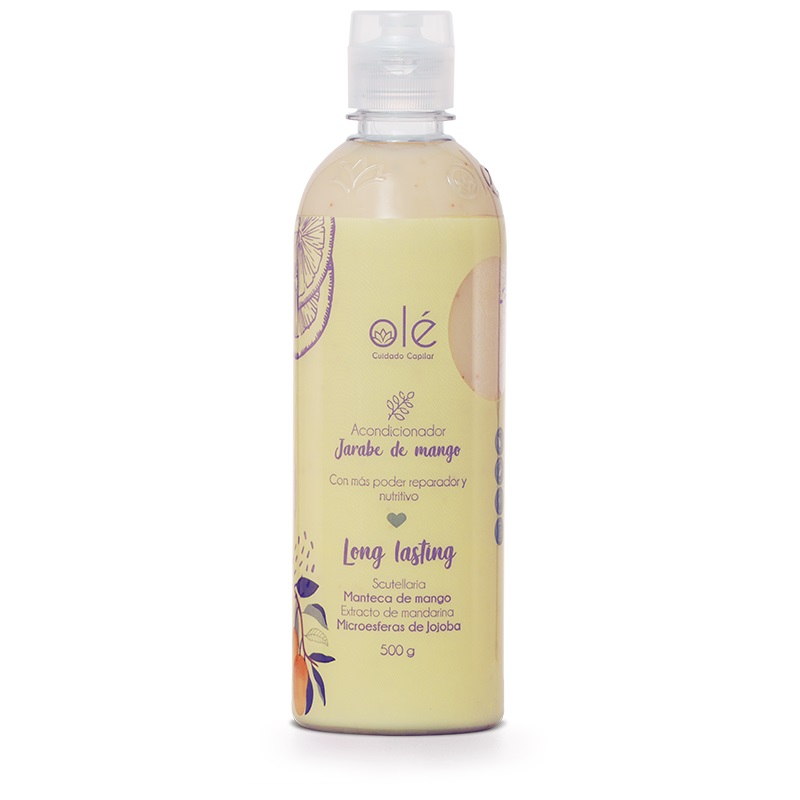 olé
Cuidado Capilar
Acondicionador
Jarabe de mango
Con más poder reparador y
nutritivo
Long lasting
Scutellaria
Manteca de mango
Extracto de mandarina
Microesferas de Jojoba
500 g